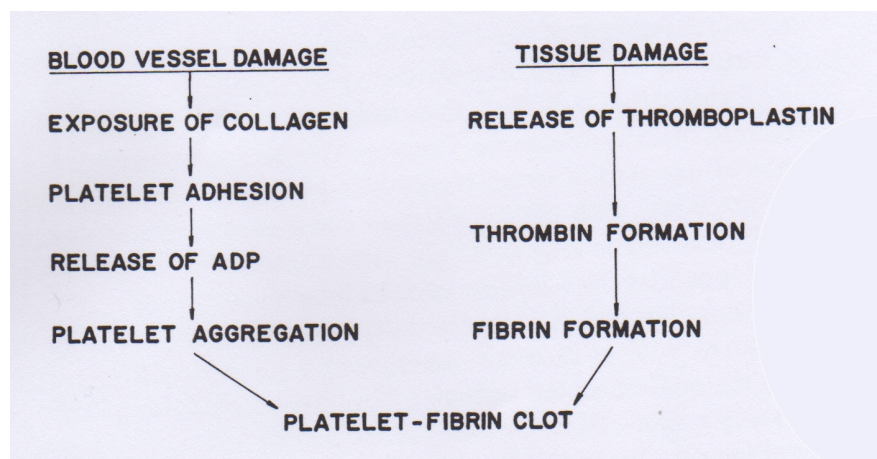 BLOOD VESSEL DAMAGE
EXPOSURE OF COLLAGEN
PLATELET ADHESION
RELEASE OF ADP
PLATELET AGGREGATION
TISSUE DAMAGE
RELEASE OF THROMBOPLASTIN
THROMBIN FORMATION
FIBRIN FORMATION
PLATELET-FIBRIN CLOT